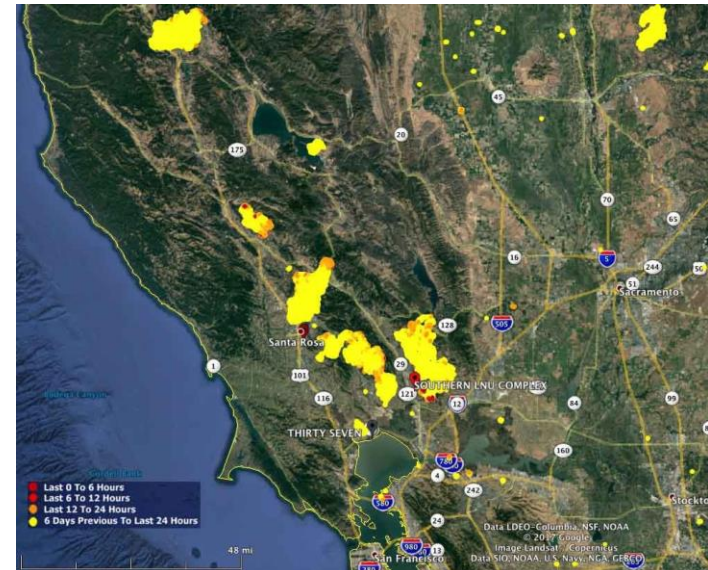 45
20
175
70
65
16
5
244
50
51
Sacramento
505
128
Santa Rosa
29
1
101
SOUTHERN LNU COMPLEX
121
116
12
99
84
THIRTY SEVEN
160
780
4
242
Last 0 To 6 Hours
Last 6 To 12 Hours
Last 12 To 24 Hours
6 Days Previous To Last 24 Hours
580
Stockto
24
Data LDEO-Columbia, NSF, NOAA
© 2017 Google
Image Landsat / Copernicus
Data SIO, NOAA, U.S. Navy, NGA, GEBCO
48 mi
980
13
San Francisco
280